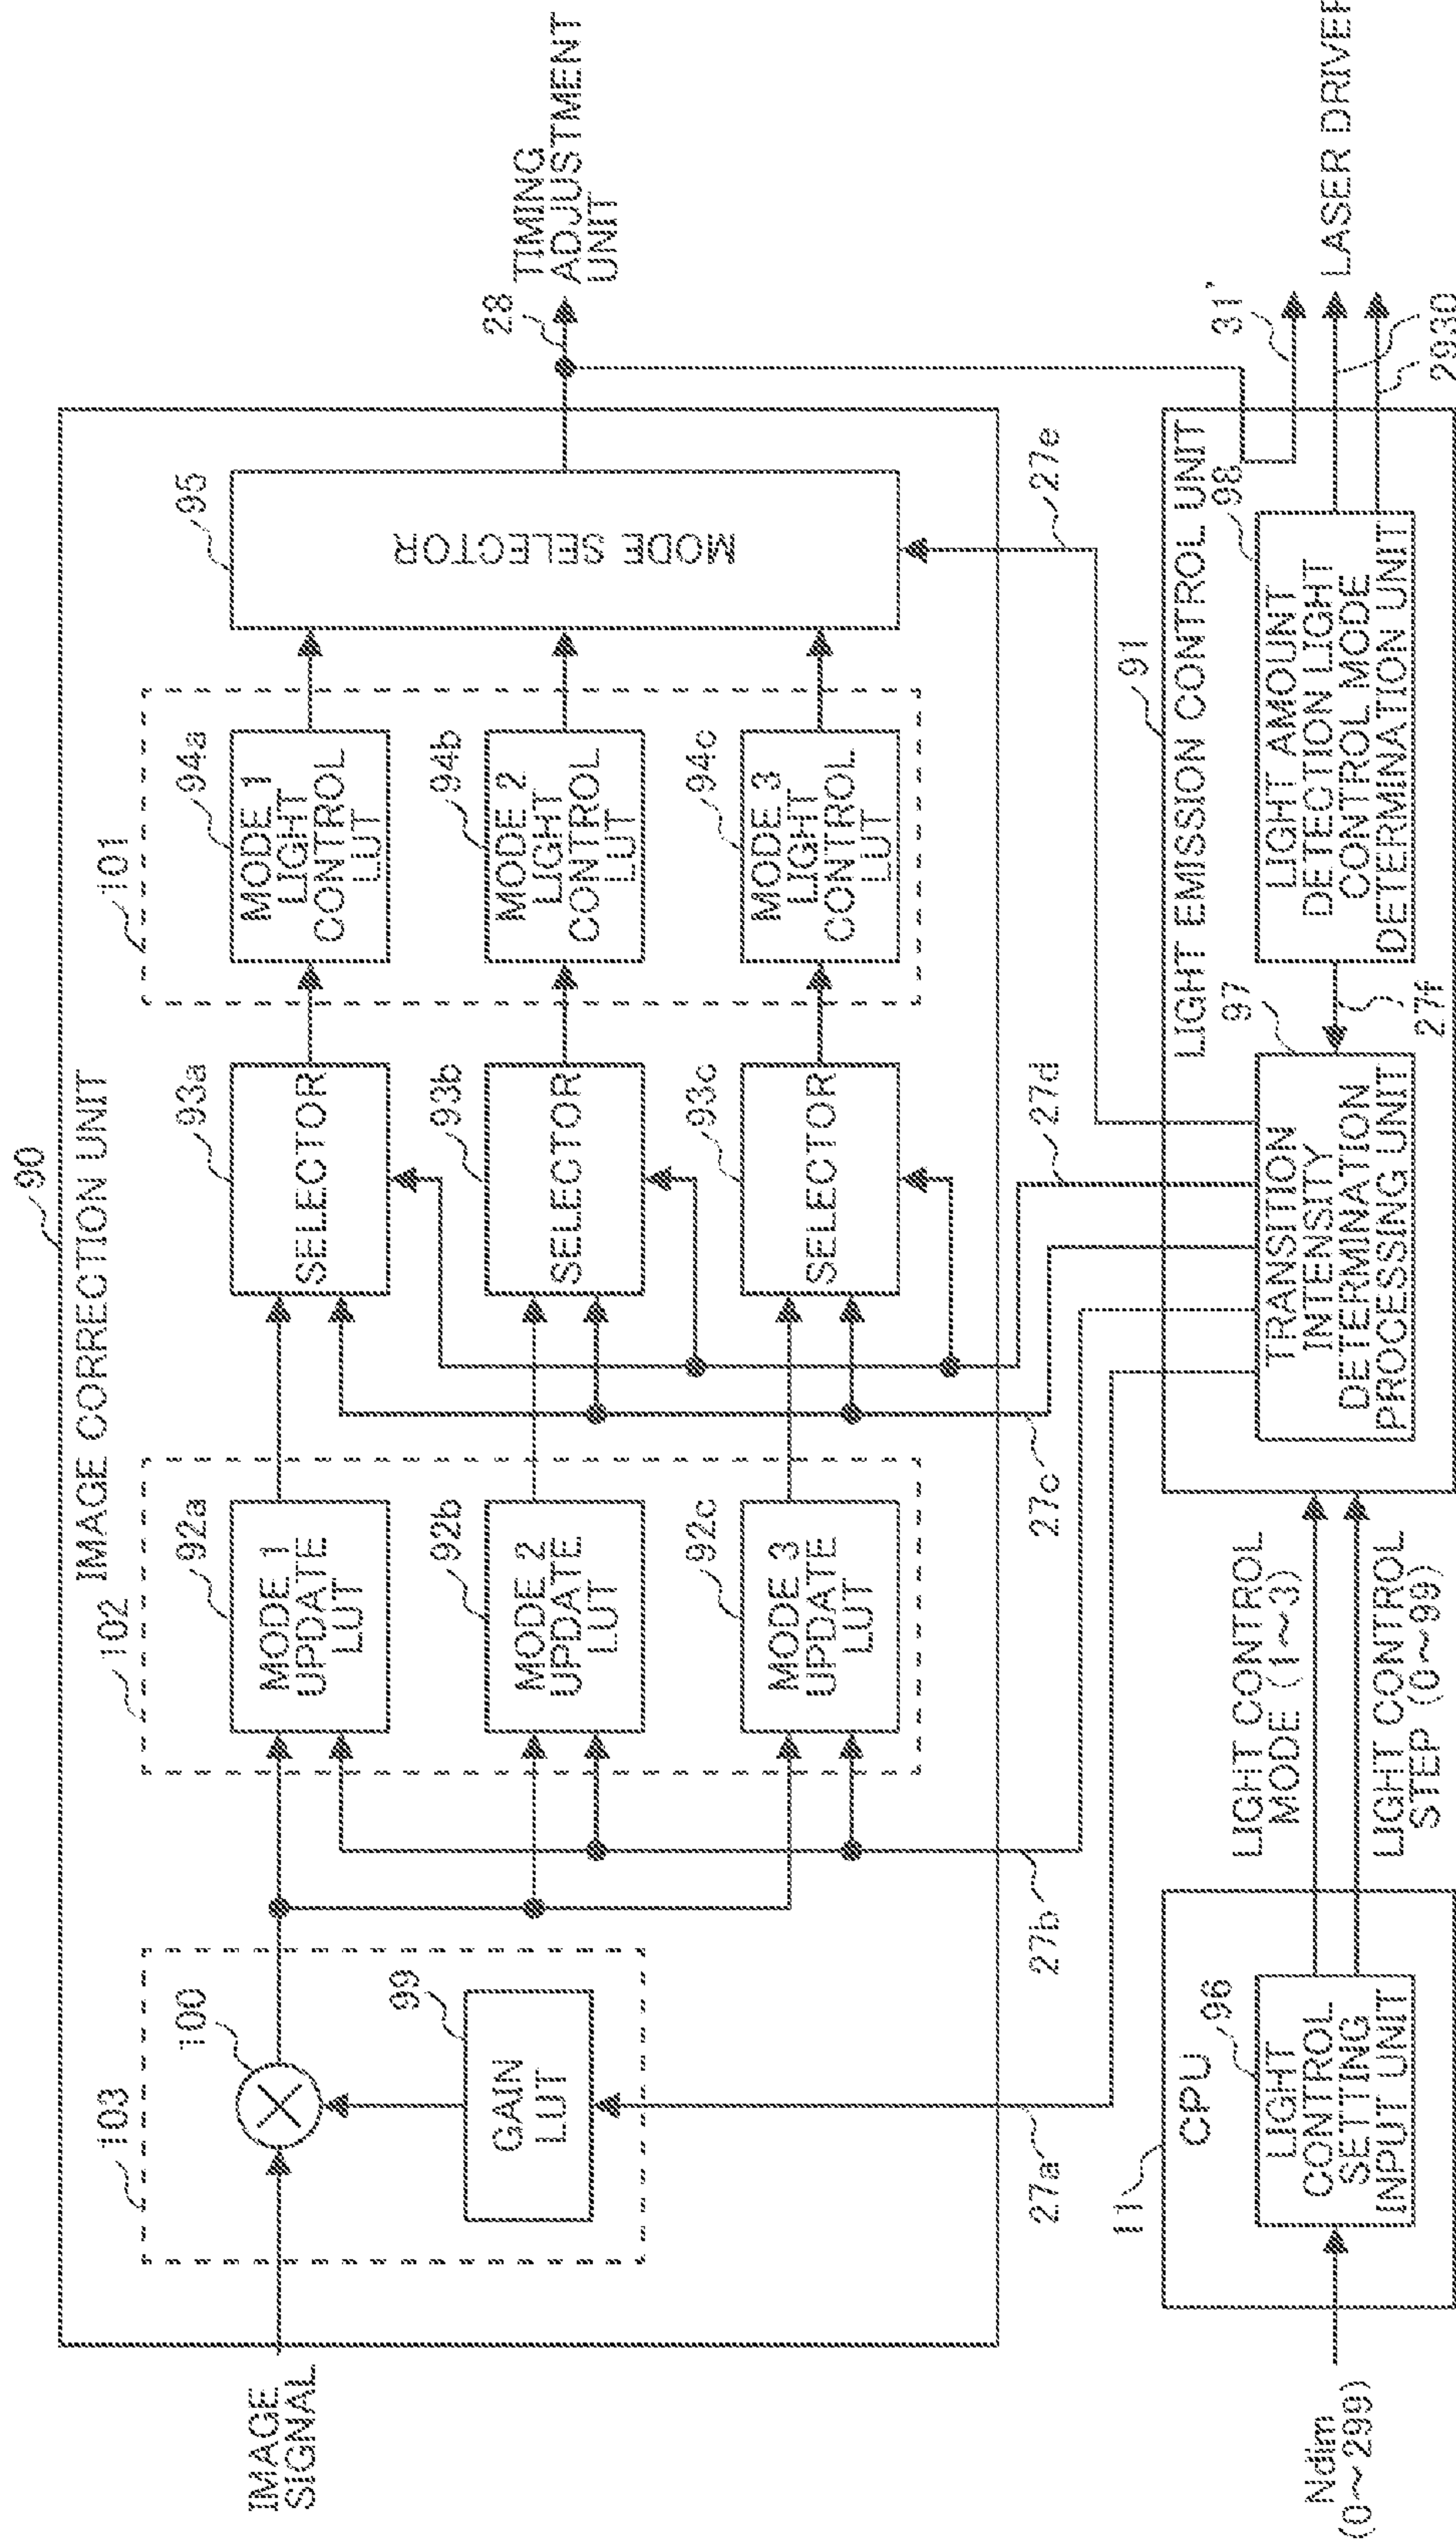 90
IMAGE CORRECTION UNIT
103
100
99
GAIN
LUT
IMAGE
SIGNAL
102
92a
MODE 1
UPDATE
LUT
92b
MODE 2
UPDATE
LUT
92c
MODE 3
UPDATE
LUT
93a
SELECTOR
93b
SELECTOR
93c
SELECTOR
101
94a
MODE 1
LIGHT
CONTROL
LUT
94b
MODE 2
LIGHT
CONTROL
LUT
94c
MODE 3
LIGHT
CONTROL
LUT
95
MODE SELECTOR
28
TIMING
ADJUSTMENT
UNIT
27a
27b
27c
27d
27e
11
CPU
96
LIGHT
CONTROL
SETTING
INPUT UNIT
Ndim
(0~299)
LIGHT CONTROL
MODE (1~3)
LIGHT CONTROL
STEP (0~99)
91
LIGHT EMISSION CONTROL UNIT
97
TRANSITION
INTENSITY
DETERMINATION
PROCESSING UNIT
27f
98
LIGHT AMOUNT
DETECTION LIGHT
CONTROL MODE
DETERMINATION UNIT
31'
LASER DRIVER
29
30